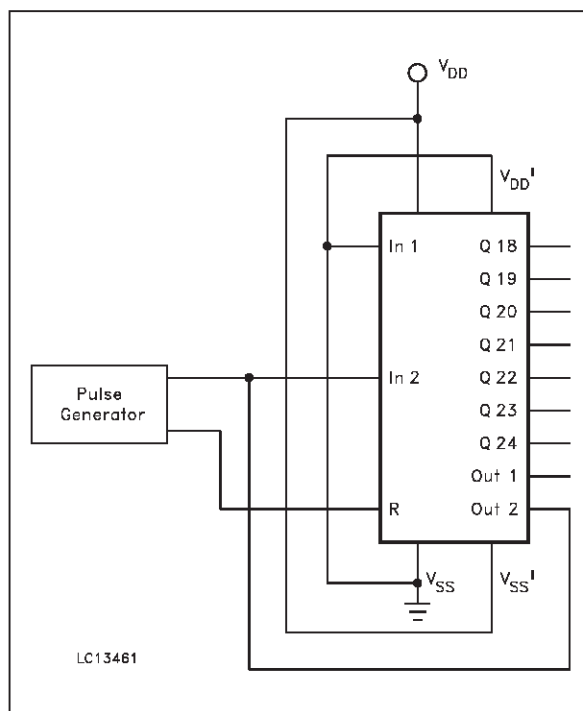 VDD
VDD'
In 1
Q 18
Q 19
Q 20
Q 21
In 2
Q 22
Pulse
Generator
Q 23
Q 24
Out 1
R
Out 2
VSS
VSS'
LC13461